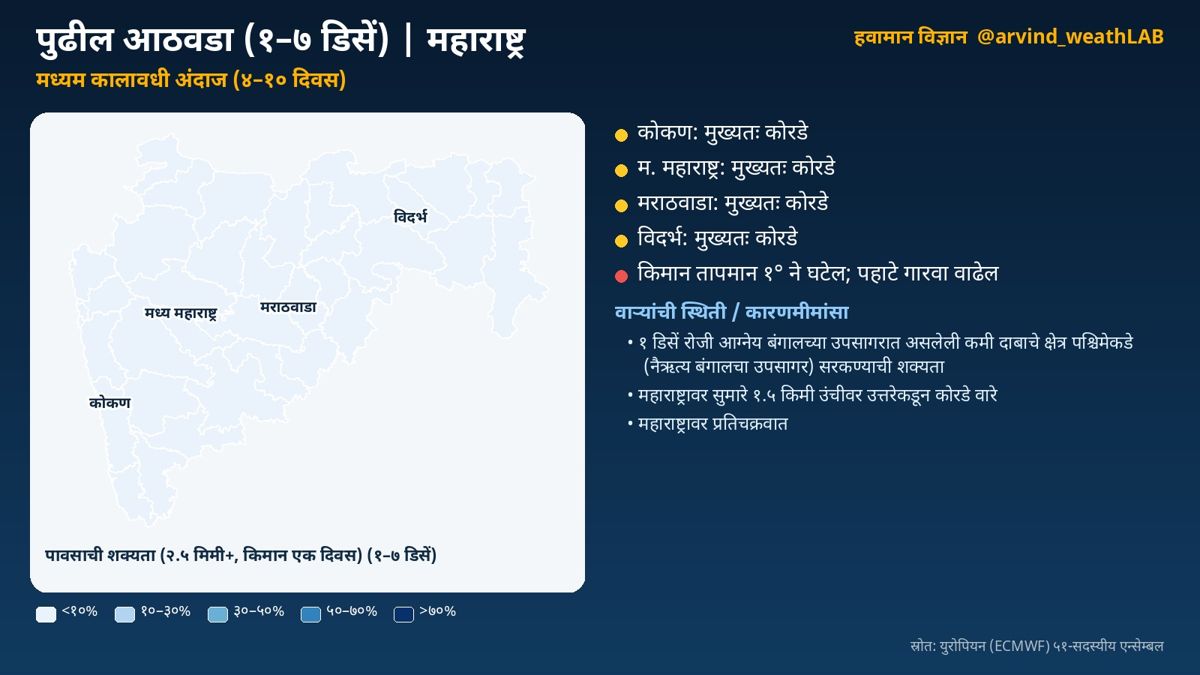 पुढील आठवडा (१–७ डिसें) | महाराष्ट्र
हवामान विज्ञान @arvind_weathLAB
मध्यम कालावधी अंदाज (४–१० दिवस)
विदर्भ
मध्य महाराष्ट्र
मराठवाडा
कोकण
पावसाची शक्यता (२.५ मिमी+, किमान एक दिवस) (१–७ डिसें)
<१०% १०–३०% ३०–५०% ५०–७०% >७०%
कोकण: मुख्यतः कोरडे
म. महाराष्ट्र: मुख्यतः कोरडे
मराठवाडा: मुख्यतः कोरडे
विदर्भ: मुख्यतः कोरडे
किमान तापमान १° ने घटेल; पहाटे गारवा वाढेल
वाऱ्यांची स्थिती / कारणमीमांसा
• १ डिसें रोजी आग्नेय बंगालच्या उपसागरात असलेली कमी दाबाचे क्षेत्र पश्चिमेकडे
(नैऋत्य बंगालचा उपसागर) सरकण्याची शक्यता
• महाराष्ट्रावर सुमारे १.५ किमी उंचीवर उत्तरेकडून कोरडे वारे
• महाराष्ट्रावर प्रतिचक्रवात
स्रोत: युरोपियन (ECMWF) ५१-सदस्यीय एन्सेम्बल